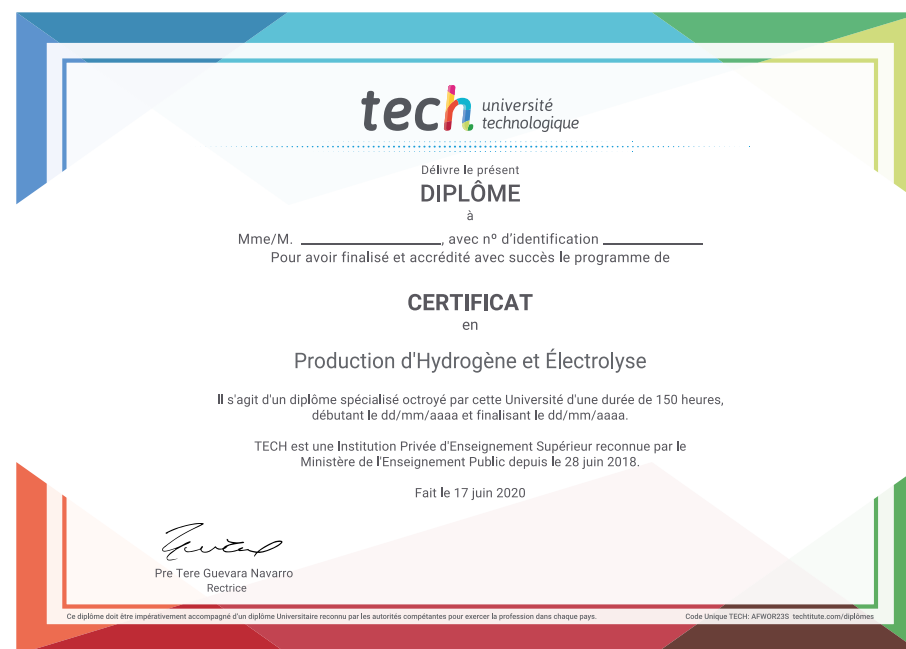 tech université
technologique
Délivre le présent
DIPLÔME
à
Mme/M. ____________________, avec nº d'identification ______________
Pour avoir finalisé et accrédité avec succès le programme de
CERTIFICAT
en
Production d'Hydrogène et Électrolyse
Il s'agit d'un diplôme spécialisé octroyé par cette Université d'une durée de 150 heures,
débutant le dd/mm/aaaa et finalisant le dd/mm/aaaa.
TECH est une Institution Privée d'Enseignement Supérieur reconnue par le
Ministère de l'Enseignement Public depuis le 28 juin 2018.
Fait le 17 juin 2020
Pre Tere Guevara Navarro
Rectrice
Ce diplôme doit être impérativement accompagné d'un diplôme Universitaire reconnu par les autorités compétantes pour exercer la profession dans chaque pays.
Code Unique TECH: AFWOR23S techtitute.com/diplômes